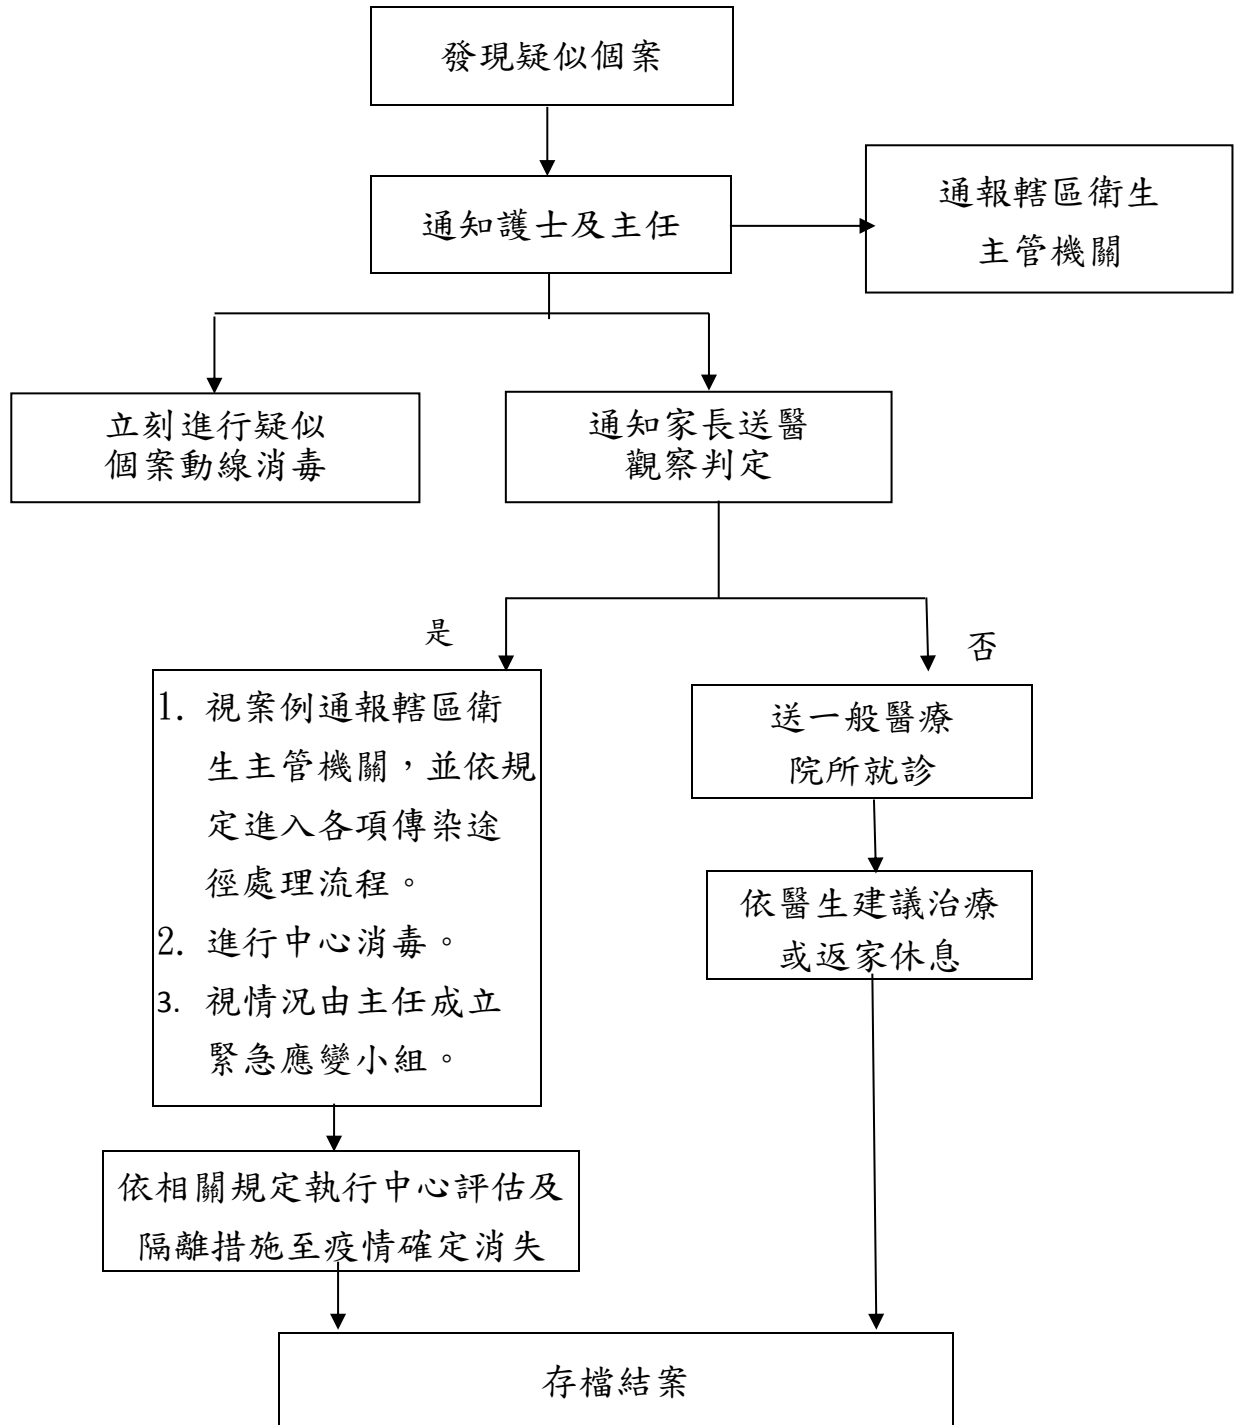 發現疑似個案
通知護士及主任
通報轄區衛生
主管機關
立刻進行疑似
個案動線消毒
通知家長送醫
觀察判定
是
否
1. 視案例通報轄區衛
生主管機關，並依規
定進入各項傳染途
徑處理流程。
2. 進行中心消毒。
3. 視情況由主任成立
緊急應變小組。
送一般醫療
院所就診
依醫生建議治療
或返家休息
依相關規定執行中心評估及
隔離措施至疫情確定消失
存檔結案